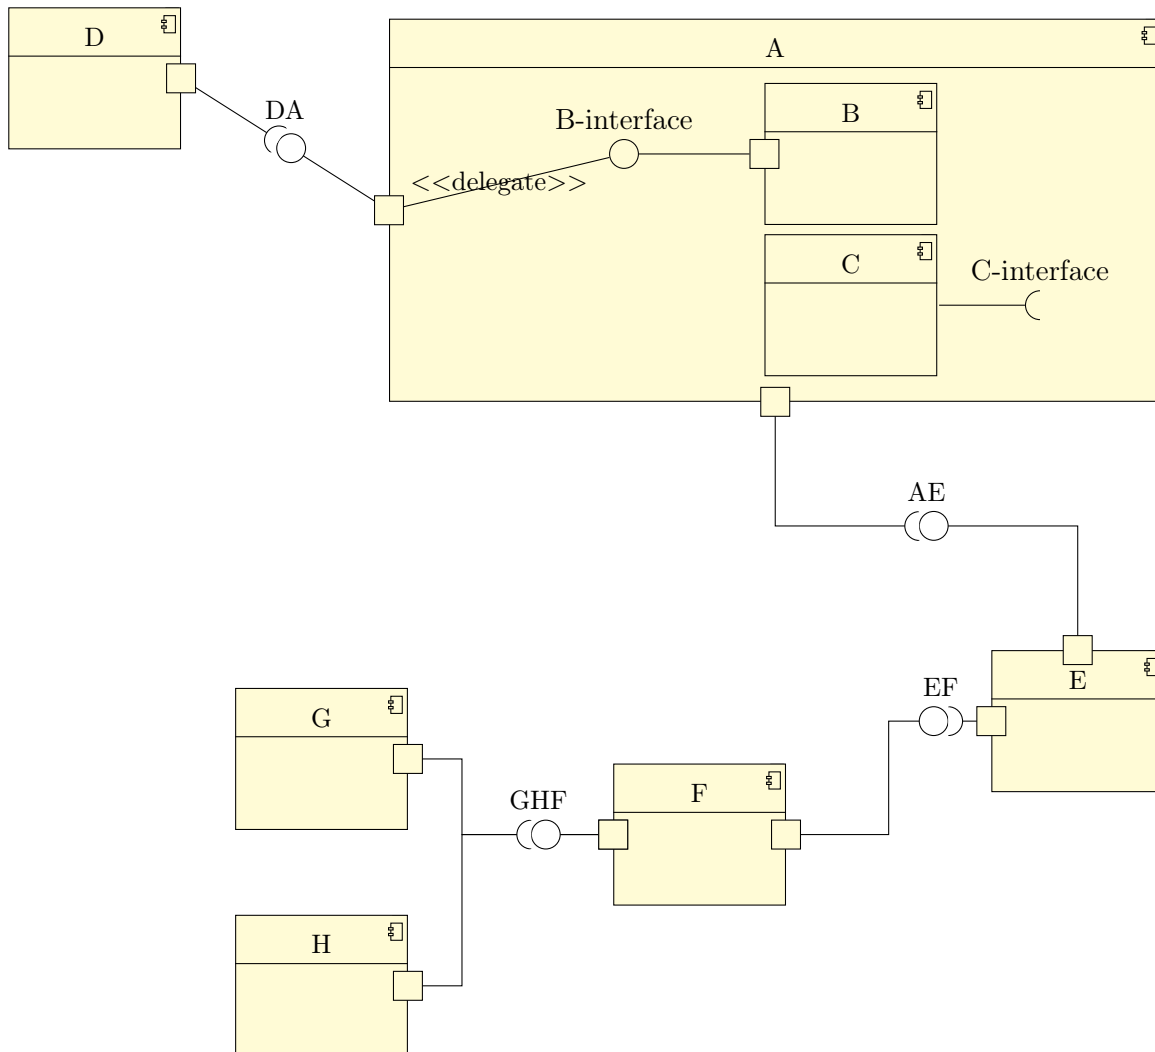 D
A
DA
B-interface
B
<<delegate>>
C
C-interface
AE
E
EF
G
F
GHF
H